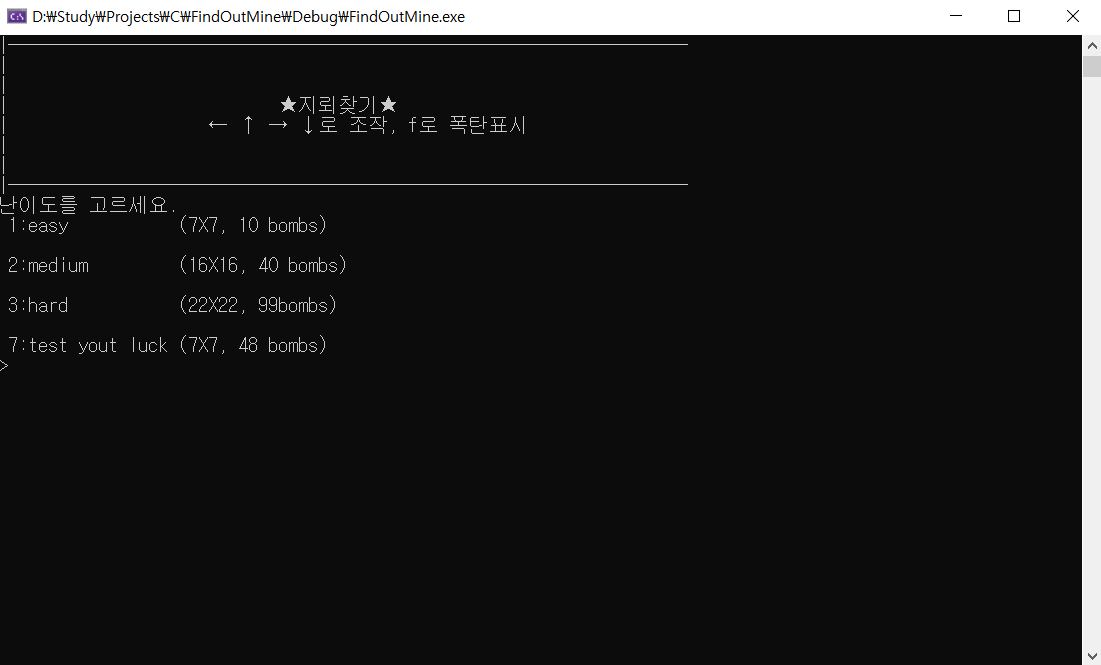 D:₩Study₩Projects₩C₩FindOutMine₩Debug₩FindOutMine.exe
★지뢰찾기★
← ↑ → ↓로 조작, f로 폭탄표시
난이도를 고르세요.
1:easy (7X7, 10 bombs)
2:medium (16X16, 40 bombs)
3:hard (22X22, 99bombs)
7:test yout luck (7X7, 48 bombs)
>